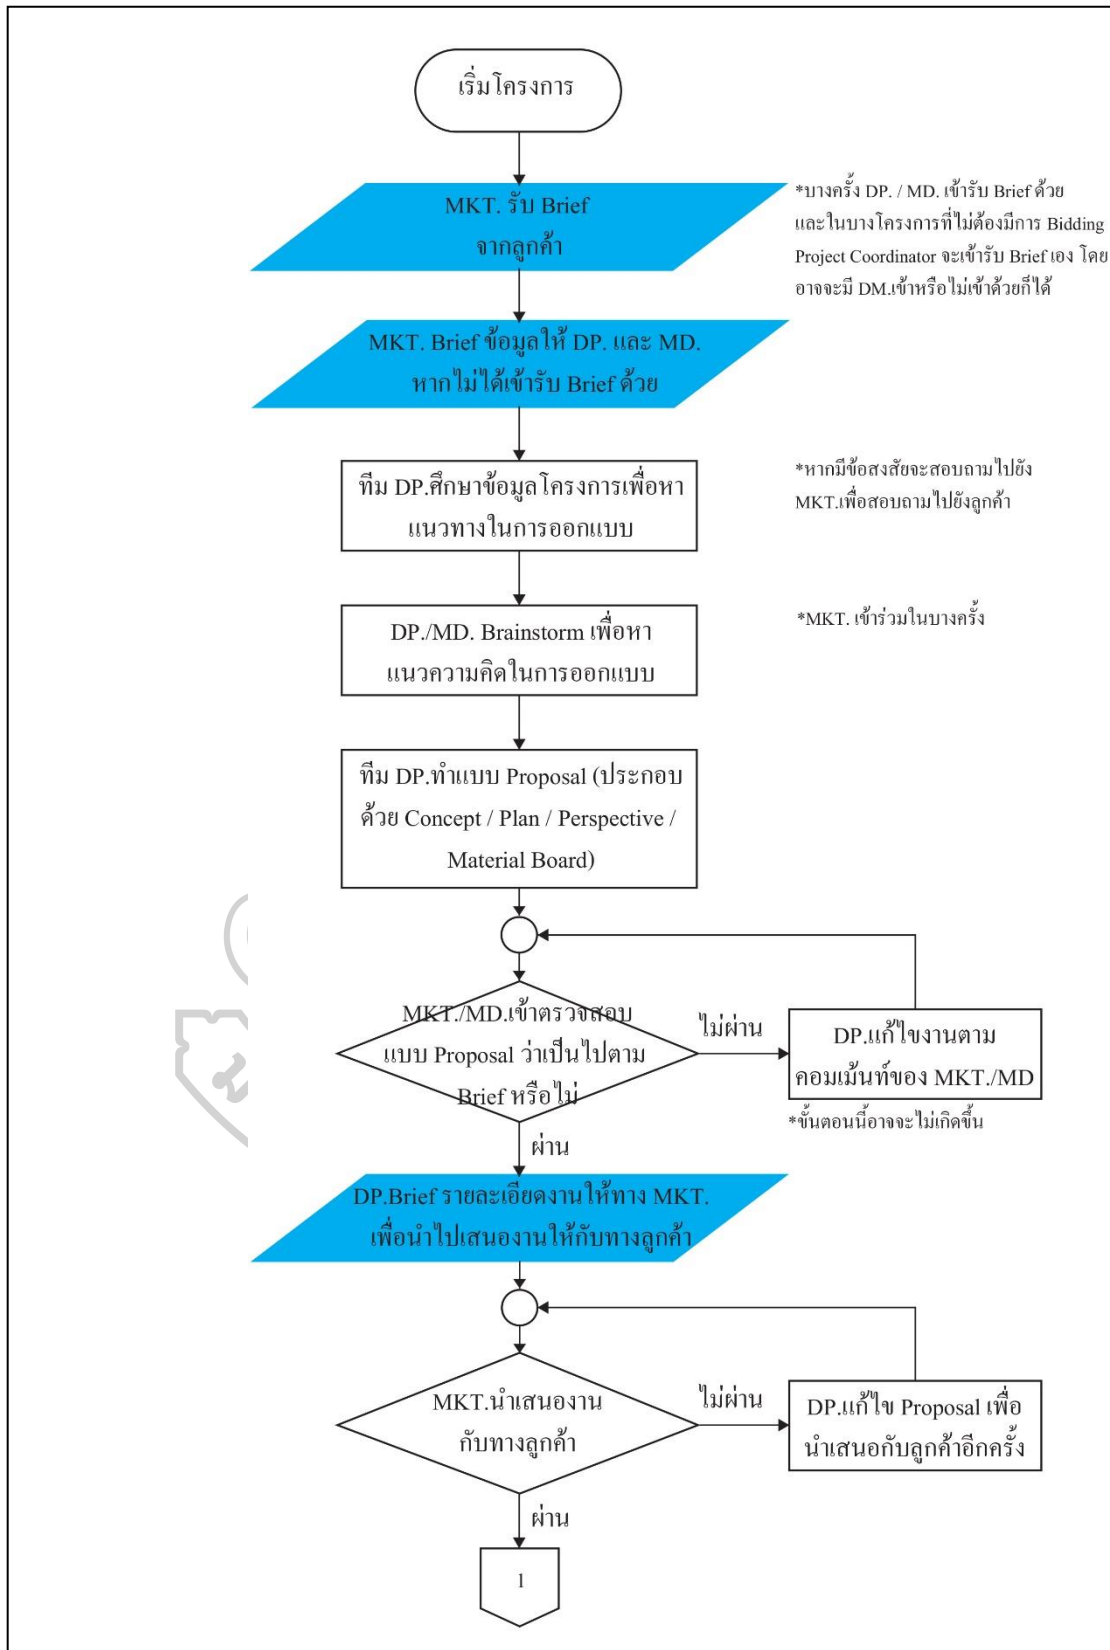 เริ่มโครงการ
MKT. รับ Brief
จากลูกค้า
*บางครั้ง DP. / MD. เข้ารับ Brief ด้วย
และในบางโครงการที่ไม่ต้องมีการ Bidding
Project Coordinator จะเข้ารับ Brief เอง โดย
อาจจะมี DM.เข้าหรือไม่เข้าด้วยก็ได้
MKT. Brief ข้อมูลให้ DP. และ MD.
หากไม่ได้เข้ารับ Brief ด้วย
ทีม DP.ศึกษาข้อมูลโครงการเพื่อหา
แนวทางในการออกแบบ
*หากมีข้อสงสัยจะสอบถามไปยัง
MKT.เพื่อสอบถามไปยังลูกค้า
DP./MD. Brainstorm เพื่อหา
แนวความคิดในการออกแบบ
*MKT. เข้าร่วมในบางครั้ง
ทีม DP.ทำแบบ Proposal (ประกอบ
ด้วย Concept / Plan / Perspective /
Material Board)
MKT./MD.เข้าตรวจสอบ
แบบ Proposal ว่าเป็นไปตาม
Brief หรือไม่
ไม่ผ่าน
DP.แก้ไขงานตาม
คอมเม้นท์ของ MKT./MD
*ขั้นตอนนี้อาจจะไม่เกิดขึ้น
ผ่าน
DP.Brief รายละเอียดงานให้ทาง MKT.
เพื่อนำไปเสนองานให้กับทางลูกค้า
MKT.นำเสนองาน
กับทางลูกค้า
ไม่ผ่าน
DP.แก้ไข Proposal เพื่อ
นำเสนอกับลูกค้าอีกครั้ง
ผ่าน
1